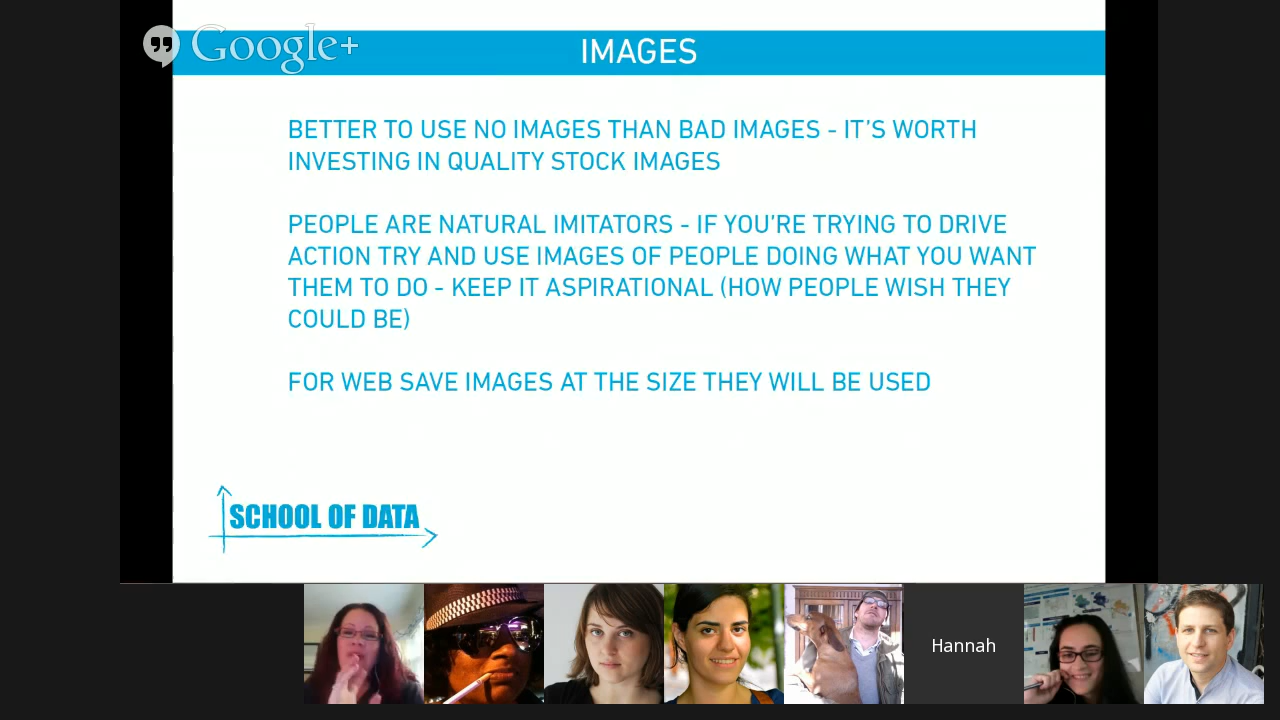 Google+
IMAGES
BETTER TO USE NO IMAGES THAN BAD IMAGES - IT'S WORTH
INVESTING IN QUALITY STOCK IMAGES
PEOPLE ARE NATURAL IMITATORS - IF YOU'RE TRYING TO DRIVE
ACTION TRY AND USE IMAGES OF PEOPLE DOING WHAT YOU WANT
THEM TO DO - KEEP IT ASPIRATIONAL (HOW PEOPLE WISH THEY
COULD BE)
FOR WEB SAVE IMAGES AT THE SIZE THEY WILL BE USED
SCHOOL OF DATA
Hannah